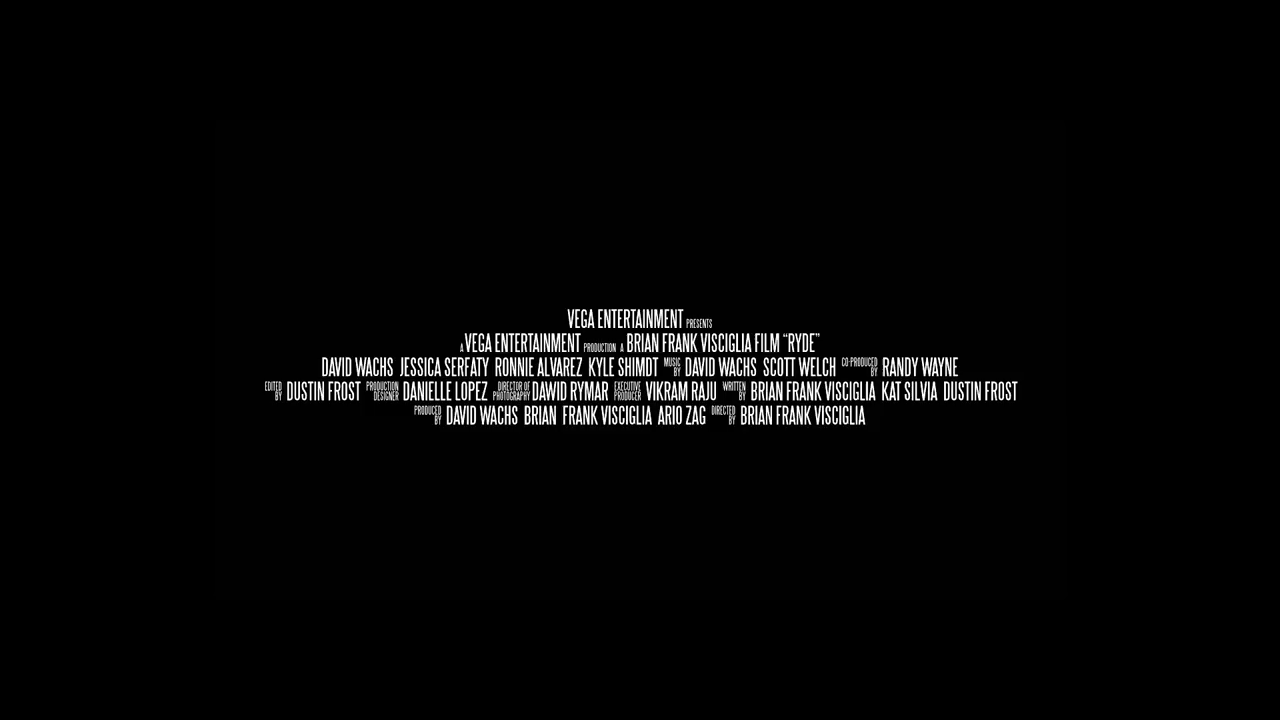 VEGA ENTERTAINMENT PRESENTS
A VEGA ENTERTAINMENT PRODUCTION A BRIAN FRANK VISCIGLIA FILM “RYDE”
DAVID WACHS JESSICA SERFATY RONNIE ALVAREZ KYLE SHIMDT MUSIC BY DAVID WACHS SCOTT WELCH CO-PRODUCED BY RANDY WAYNE
EDITED BY DUSTIN FROST PRODUCTION DESIGNER DANIELLE LOPEZ DIRECTOR OF PHOTOGRAPHY DAWID RYMAR EXECUTIVE PRODUCER VIKRAM RAJU WRITTEN BY BRIAN FRANK VISCIGLIA KAT SILVIA DUSTIN FROST
PRODUCED BY DAVID WACHS BRIAN FRANK VISCIGLIA ARIO ZAG DIRECTED BY BRIAN FRANK VISCIGLIA